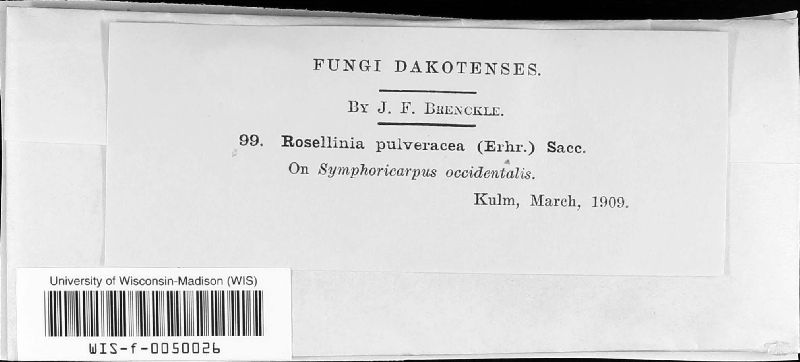 FUNGI DAKOTENSES.
BY J. F. BRENCKLE.
99. Rosellinia pulveracea (Erhr.) Sacc.
On Symphoricarpus occidentalis.
Kulm, March, 1909.
University of Wisconsin-Madison (WIS)
WIS-f-0050026